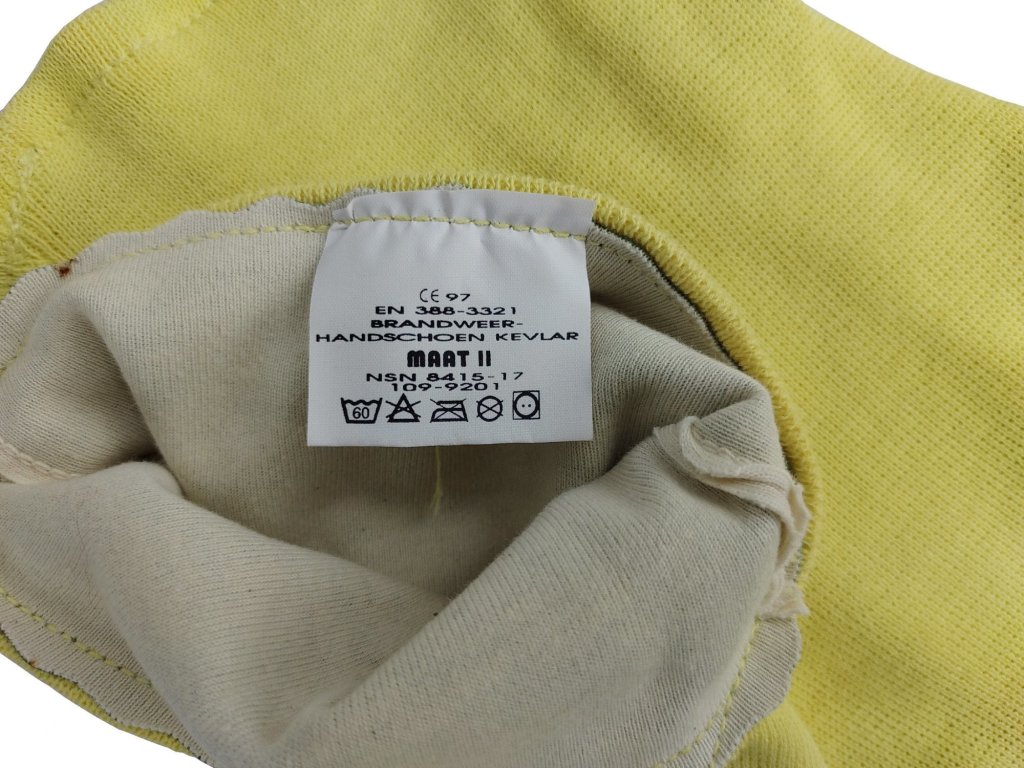 CE 97
EN 388-3321
BRANDWEER-
HANDSCHOEN KEVLAR
MAAT II
NSN 8415-17
109-9201
60